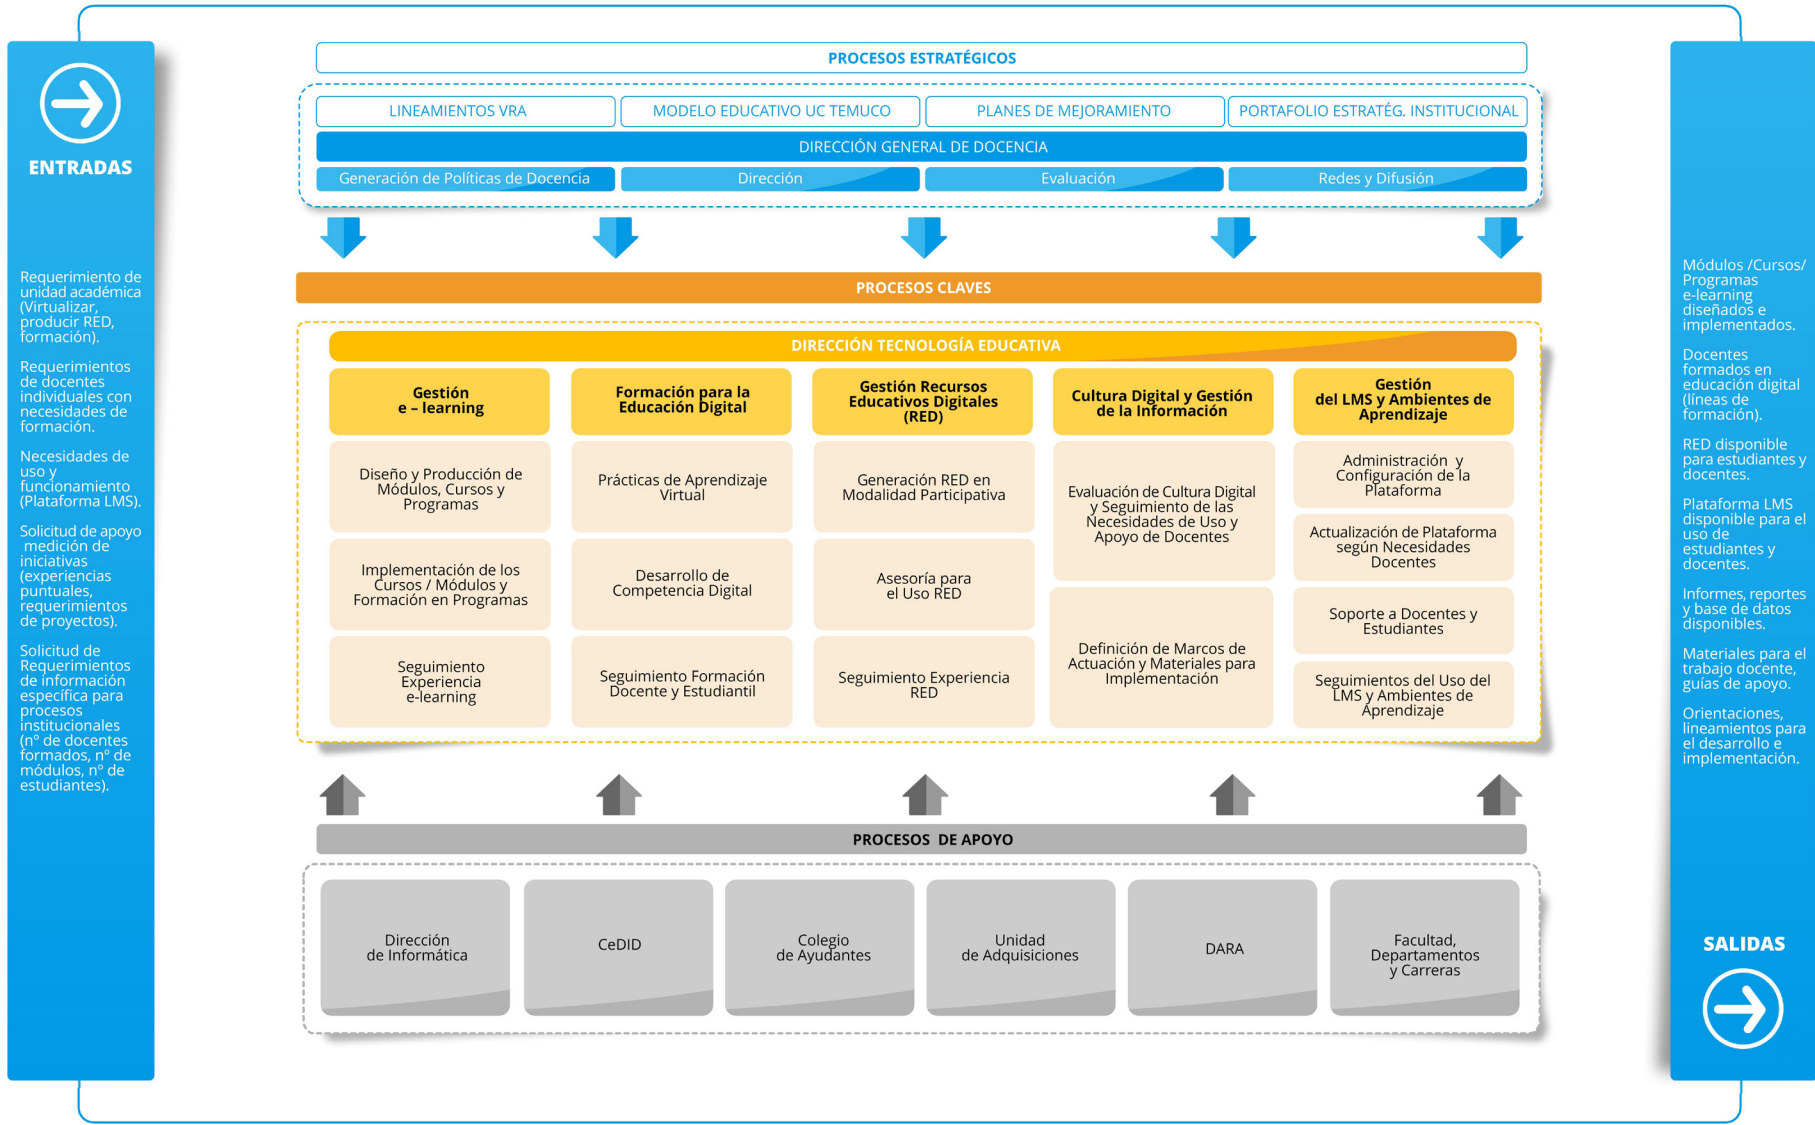 ENTRADAS
Requerimiento de
unidad académica
(Virtualizar,
producir RED,
formación).
Requerimientos
de docentes
individuales con
necesidades de
formación.
Necesidades de
uso y
funcionamiento
(Plataforma LMS).
Solicitud de apoyo
medición de
iniciativas
(experiencias
puntuales,
requerimientos
de proyectos).
Solicitud de
Requerimientos
de información
específica para
procesos
institucionales
(nº de docentes
formados, nº de
módulos, nº de
estudiantes).
PROCESOS ESTRATÉGICOS
LINEAMIENTOS VRA
MODELO EDUCATIVO UC TEMUCO
PLANES DE MEJORAMIENTO
PORTAFOLIO ESTRATÉG. INSTITUCIONAL
DIRECCIÓN GENERAL DE DOCENCIA
Generación de Políticas de Docencia
Dirección
Evaluación
Redes y Difusión
PROCESOS CLAVES
DIRECCIÓN TECNOLOGÍA EDUCATIVA
Gestión
e – learning
Diseño y Producción de
Módulos, Cursos y
Programas
Implementación de los
Cursos / Módulos y
Formación en Programas
Seguimiento
Experiencia
e-learning
Formación para la
Educación Digital
Prácticas de Aprendizaje
Virtual
Desarrollo de
Competencia Digital
Seguimiento Formación
Docente y Estudiantil
Gestión Recursos
Educativos Digitales
(RED)
Generación RED en
Modalidad Participativa
Asesoría para
el Uso RED
Seguimiento Experiencia
RED
Cultura Digital y Gestión
de la Información
Evaluación de Cultura Digital
y Seguimiento de las
Necesidades de Uso y
Apoyo de Docentes
Definición de Marcos de
Actuación y Materiales para
Implementación
Gestión
del LMS y Ambientes de
Aprendizaje
Administración y
Configuración de la
Plataforma
Actualización de Plataforma
según Necesidades
Docentes
Soporte a Docentes y
Estudiantes
Seguimientos del Uso del
LMS y Ambientes de
Aprendizaje
PROCESOS DE APOYO
Dirección
de Informática
CeDID
Colegio
de Ayudantes
Unidad
de Adquisiciones
DARA
Facultad,
Departamentos
y Carreras
Módulos /Cursos/
Programas
e-learning
diseñados e
implementados.
Docentes
formados en
educación digital
(líneas de
formación).
RED disponible
para estudiantes y
docentes.
Plataforma LMS
disponible para el
uso de
estudiantes y
docentes.
Informes, reportes
y base de datos
disponibles.
Materiales para el
trabajo docente,
guías de apoyo.
Orientaciones,
lineamientos para
el desarrollo e
implementación.
SALIDAS